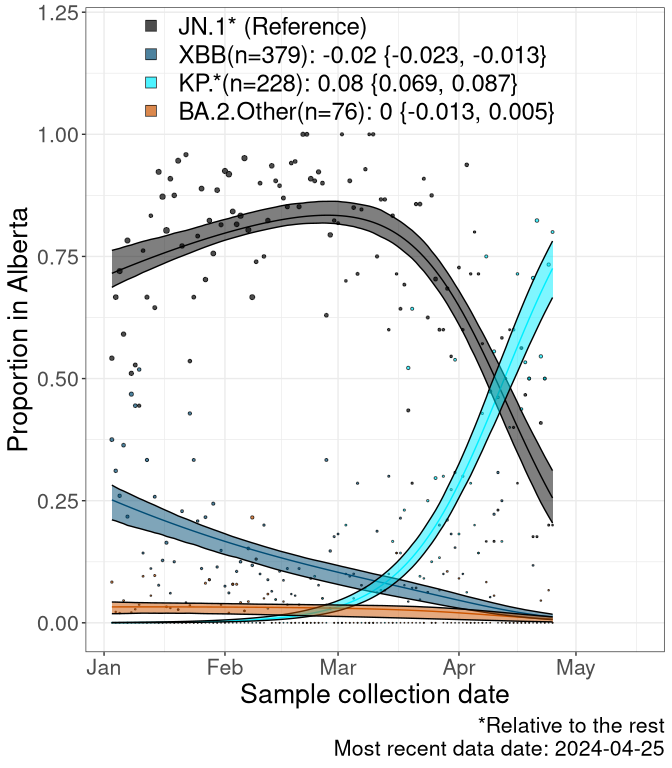 JN.1* (Reference)
XBB(n=379): -0.02 {-0.023, -0.013}
KP.*(n=228): 0.08 {0.069, 0.087}
BA.2.Other(n=76): 0 {-0.013, 0.005}
1.25
1.00
0.75
0.50
0.25
0.00
Proportion in Alberta
Jan Feb Mar Apr May
Sample collection date
*Relative to the rest
Most recent data date: 2024-04-25